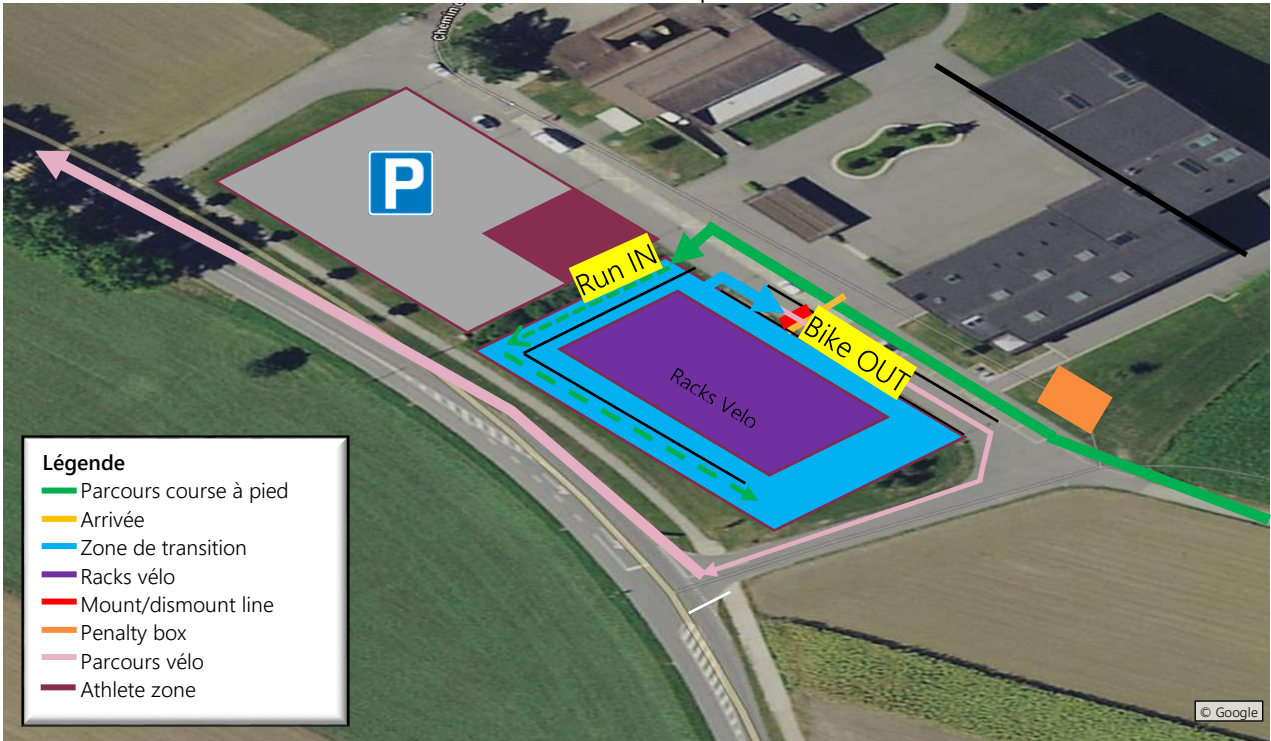 P
Run IN
Bike OUT
Racks Velo
Légende
Parcours course à pied
Arrivée
Zone de transition
Racks vélo
Mount/dismount line
Penalty box
Parcours vélo
Athlete zone
© Google